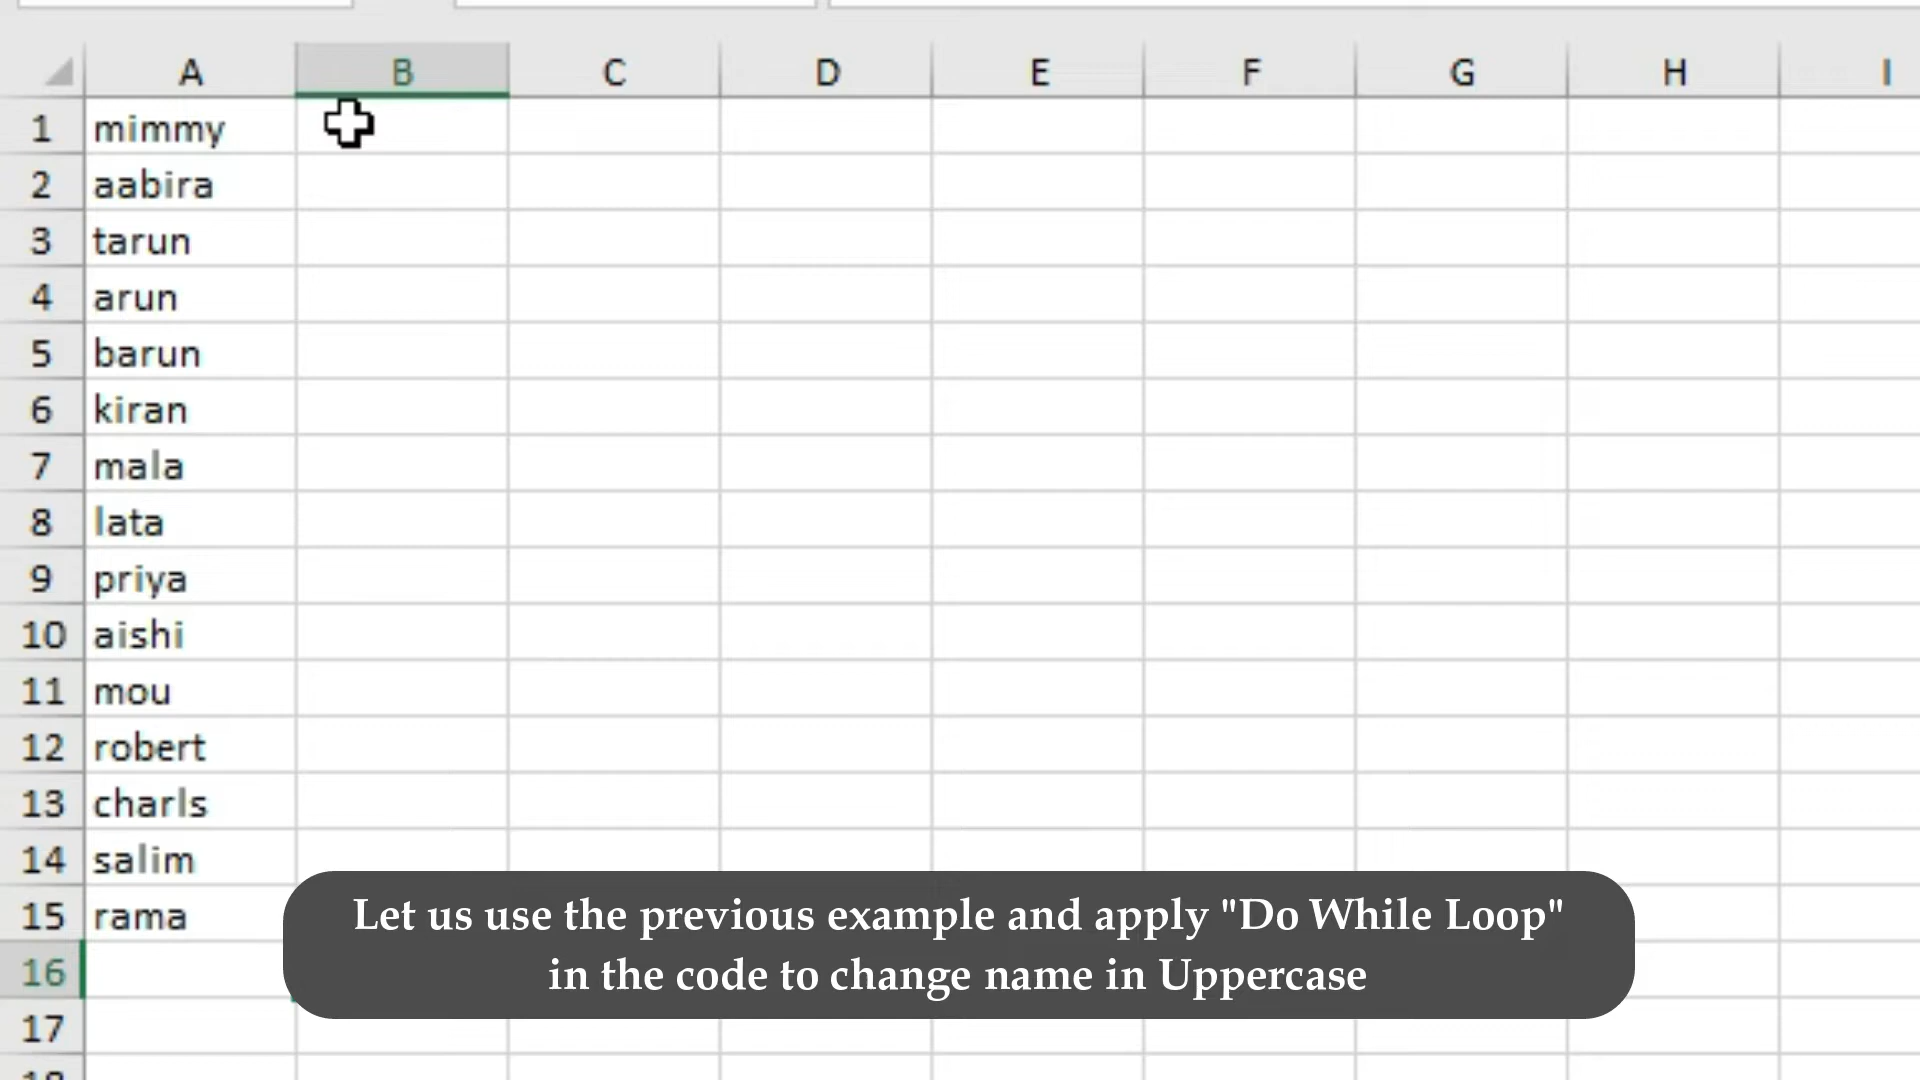 A B C D E F G H I
1 mimmy
2 aabira
3 tarun
4 arun
5 barun
6 kiran
7 mala
8 lata
9 priya
10 aishi
11 mou
12 robert
13 charls
14 salim
15 rama
Let us use the previous example and apply "Do While Loop"
in the code to change name in Uppercase
16
17